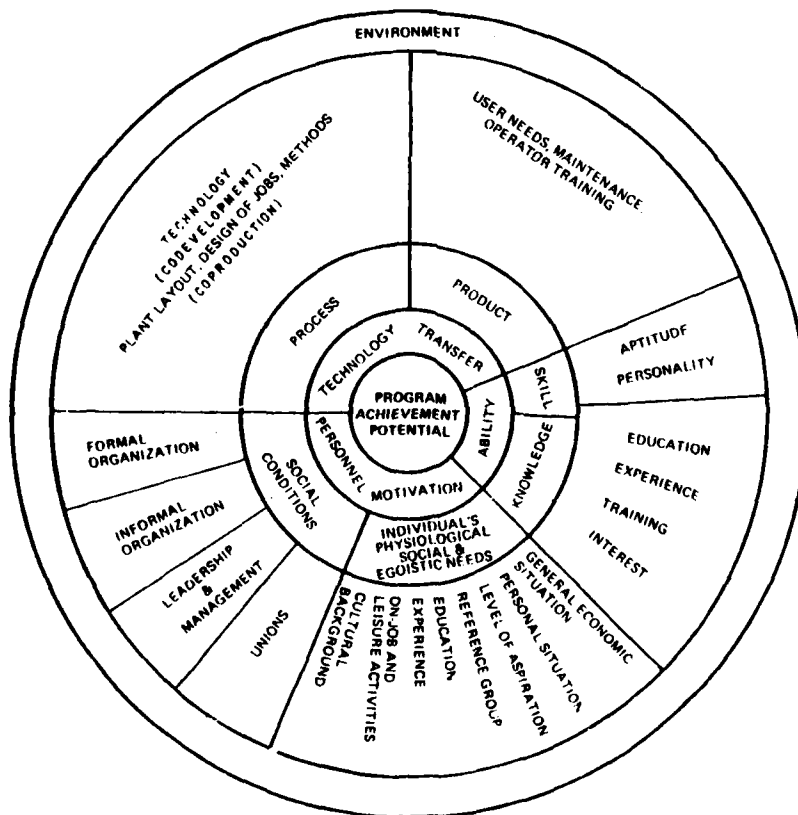 ENVIRONMENT
TECHNOLOGY
(CODEVELOPMENT)
PLANT LAYOUT, DESIGN OF JOBS, METHODS
(COPRODUCTION)
USER NEEDS, MAINTENANCE
OPERATOR TRAINING
PROCESS
PRODUCT
TECHNOLOGY
TRANSFER
APTITUDE
PERSONALITY
SKILL
PROGRAM
ACHIEVEMENT
POTENTIAL
ABILITY
KNOWLEDGE
EDUCATION
EXPERIENCE
TRAINING
INTEREST
PERSONNEL
MOTIVATION
SOCIAL
CONDITIONS
FORMAL
ORGANIZATION
INFORMAL
ORGANIZATION
LEADERSHIP
&
MANAGEMENT
UNIONS
INDIVIDUAL'S
PHYSIOLOGICAL
SOCIAL &
EGOISTIC NEEDS
CULTURAL
BACKGROUND
ON-JOB AND
LEISURE ACTIVITIES
EXPERIENCE
EDUCATION
REFERENCE GROUP
LEVEL OF ASPIRATION
PERSONAL SITUATION
GENERAL ECONOMIC
SITUATION